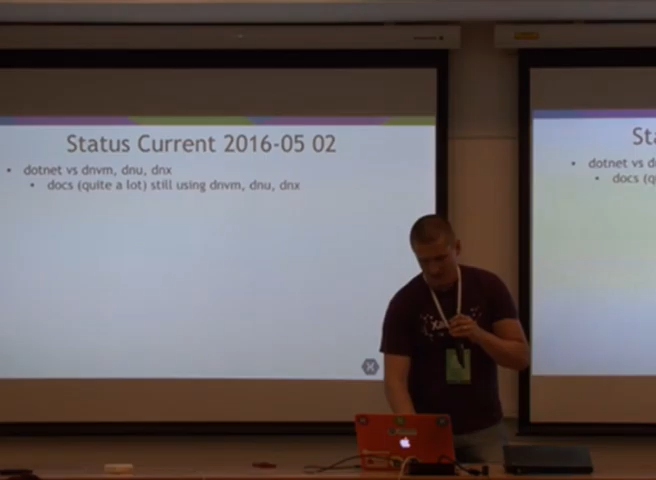 Status Current 2016-05 02
• dotnet vs dnvm, dnu, dnx
• docs (quite a lot) still using dnvm, dnu, dnx
Sta
• dotnet vs d
• docs (q